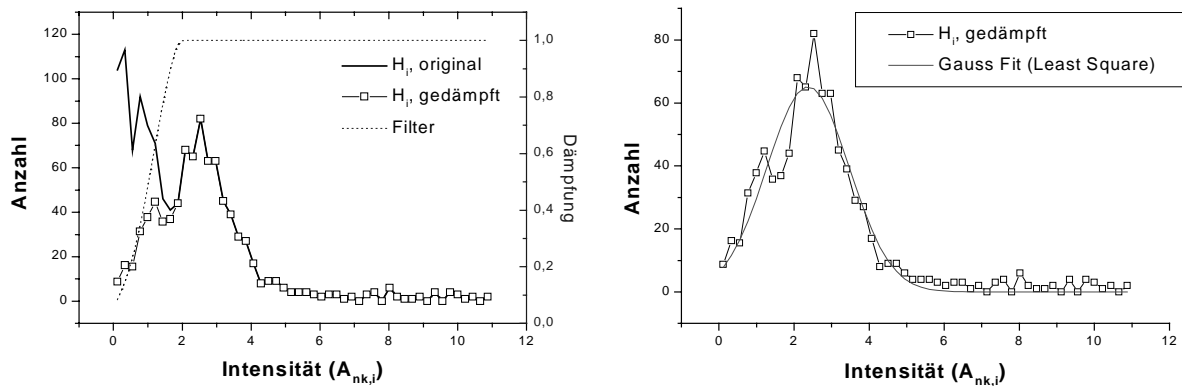 120
100
80
60
40
20
0
Anzahl
H_i, original
H_i, gedämpft
Filter
1,0
0,8
0,6
0,4
0,2
0,0
Dämpfung
0 2 4 6 8 10 12
Intensität (A_nk,i)
80
60
40
20
0
Anzahl
H_i, gedämpft
Gauss Fit (Least Square)
0 2 4 6 8 10 12
Intensität (A_nk,i)